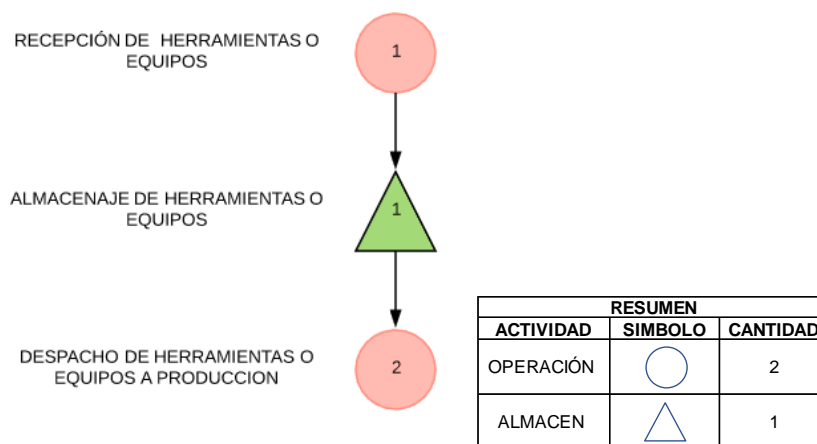 RECEPCIÓN DE HERRAMIENTAS O
EQUIPOS
1
ALMACENAJE DE HERRAMIENTAS O
EQUIPOS
1
DESPACHO DE HERRAMIENTAS O
EQUIPOS A PRODUCCION
2
RESUMEN
ACTIVIDAD SIMBOLO CANTIDAD
OPERACIÓN 2
ALMACEN 1